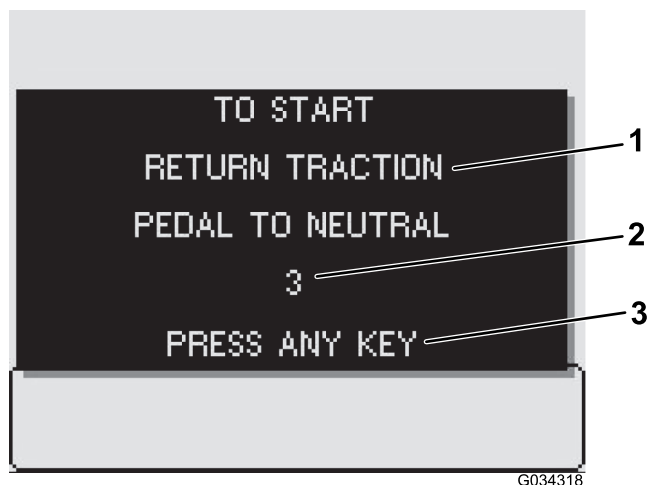 TO START
RETURN TRACTION
1
PEDAL TO NEUTRAL
2
3
PRESS ANY KEY
3
G034318